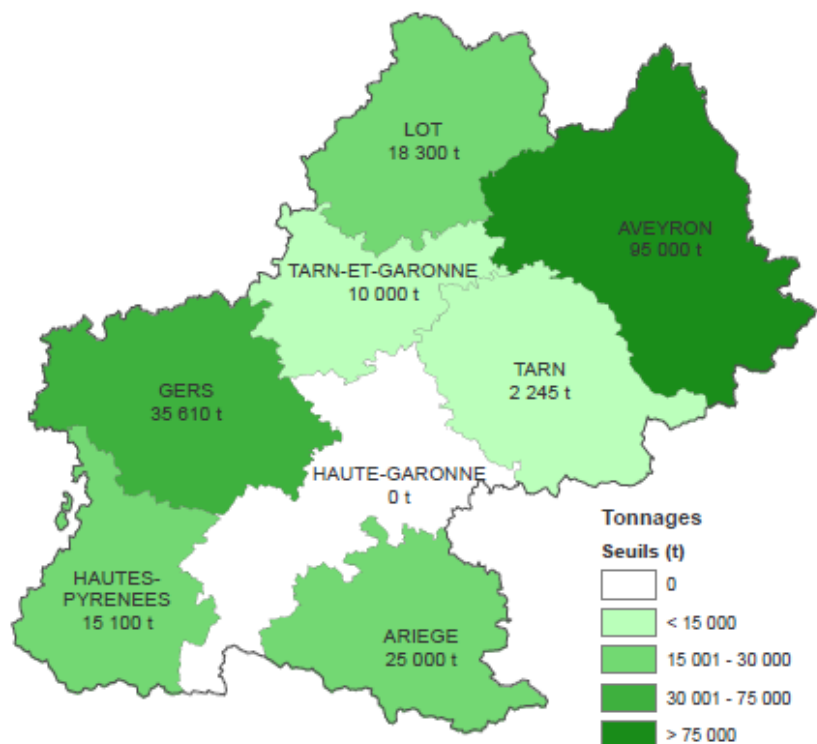 LOT
18 300 t
AVEYRON
95 000 t
TARN-ET-GARONNE
10 000 t
TARN
2 245 t
GERS
35 610 t
HAUTE-GARONNE
0 t
HAUTES-
PYRENEES
15 100 t
ARIEGE
25 000 t
Tonnages
Seuils (t)
0
< 15 000
15 001 - 30 000
30 001 - 75 000
> 75 000